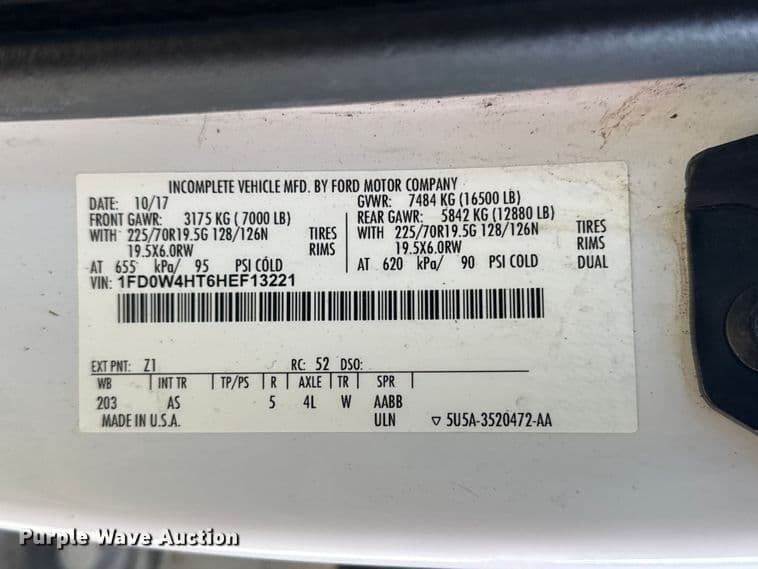 INCOMPLETE VEHICLE MFD. BY FORD MOTOR COMPANY
DATE: 10/17 GVWR: 7484 KG (16500 LB)
FRONT GAWR: 3175 KG ( 7000 LB) REAR GAWR: 5842 KG (12880 LB)
WITH 225/70R19.5G 128/126N TIRES WITH 225/70R19.5G 128/126N TIRES
19.5X6.0RW RIMS 19.5X6.0RW RIMS
AT 655 kPa/ 95 PSI COLD AT 620 kPa/ 90 PSI COLD DUAL
VIN: 1FD0W4HT6HEF13221
EXT PNT: Z1 RC: 52 DSO:
WB INT TR TP/PS R AXLE TR SPR
203 AS 5 4L W AABB
MADE IN U.S.A. ULN ▽ 5U5A-3520472-AA
Purple Wave Auction